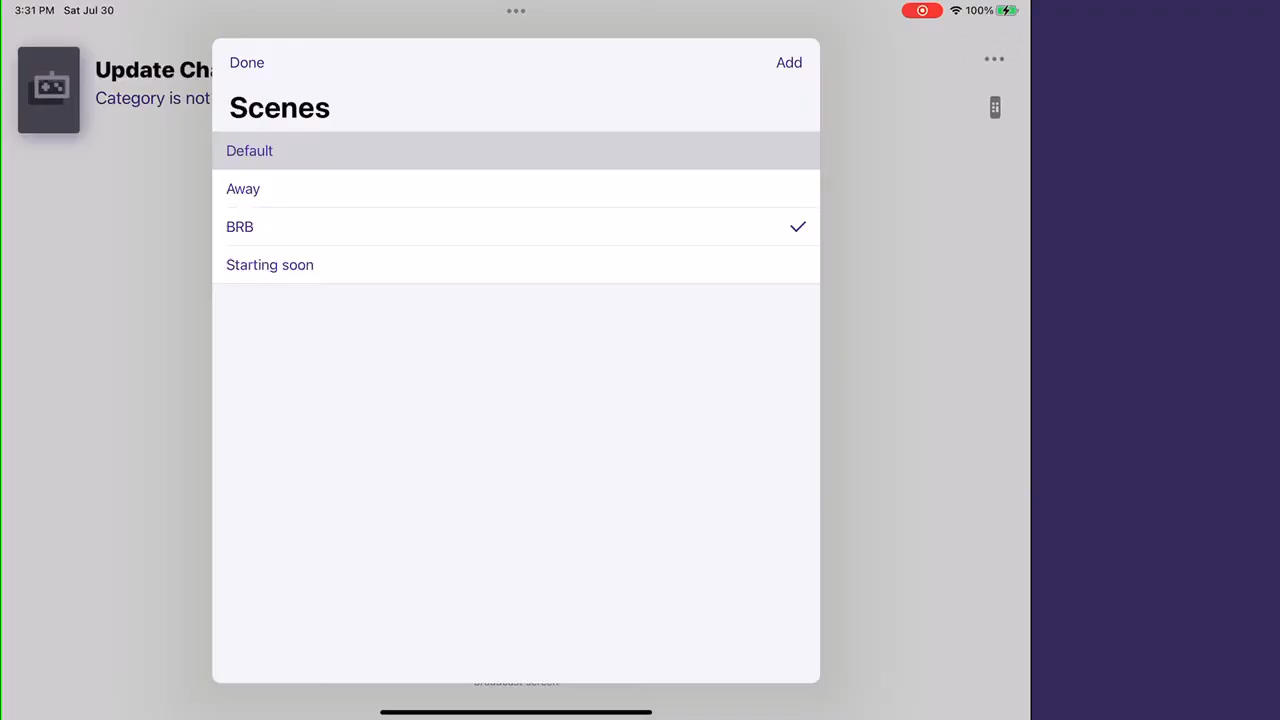 3:31 PM Sat Jul 30
100%
Done
Add
Update Cha
Category is not
Scenes
Default
Away
BRB
Starting soon